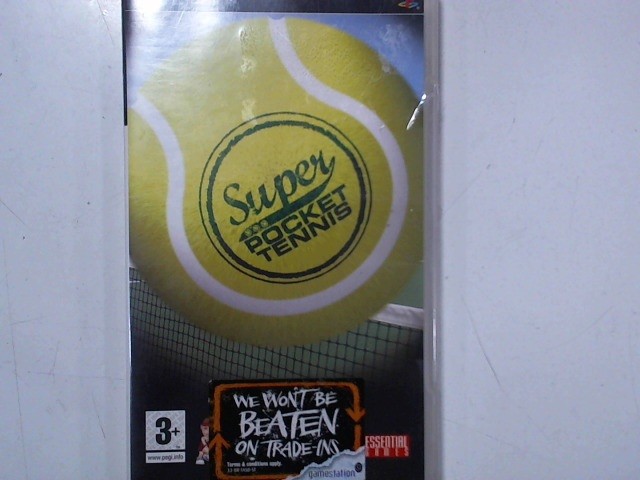 Super
POCKET
TENNIS
WE WON'T BE
BEATEN
ON TRADE-INS
Terms & conditions apply.
gamestation
3+
www.pegi.info
ESSENTIAL